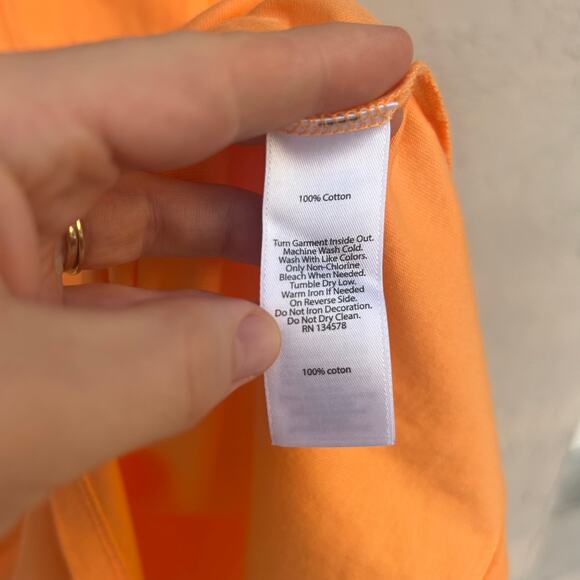 100% Cotton
Turn Garment Inside Out.
Machine Wash Cold.
Wash With Like Colors.
Only Non-Chlorine
Bleach When Needed.
Tumble Dry Low.
Warm Iron If Needed
On Reverse Side.
Do Not Iron Decoration.
Do Not Dry Clean.
RN 134578
100% coton